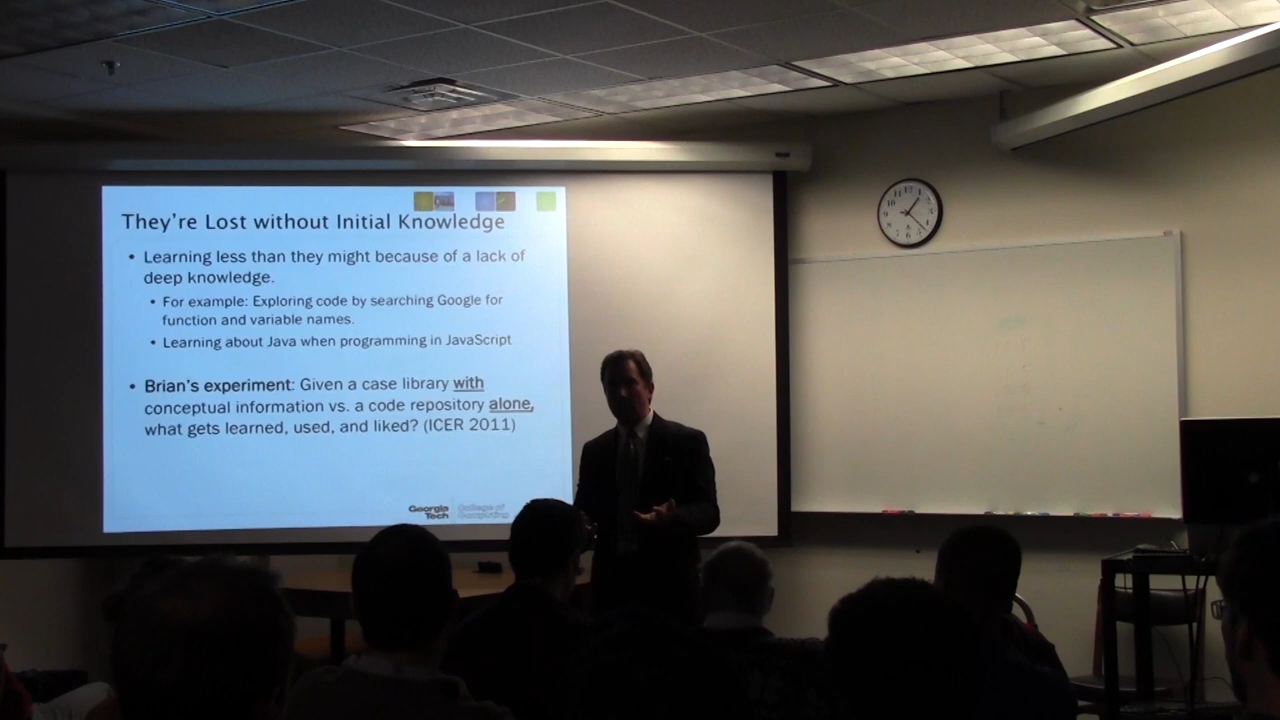 They're Lost without Initial Knowledge
• Learning less than they might because of a lack of
deep knowledge.
• For example: Exploring code by searching Google for
function and variable names.
• Learning about Java when programming in JavaScript
• Brian's experiment: Given a case library with
conceptual information vs. a code repository alone,
what gets learned, used, and liked? (ICER 2011)
Georgia
Tech
College of
Computing